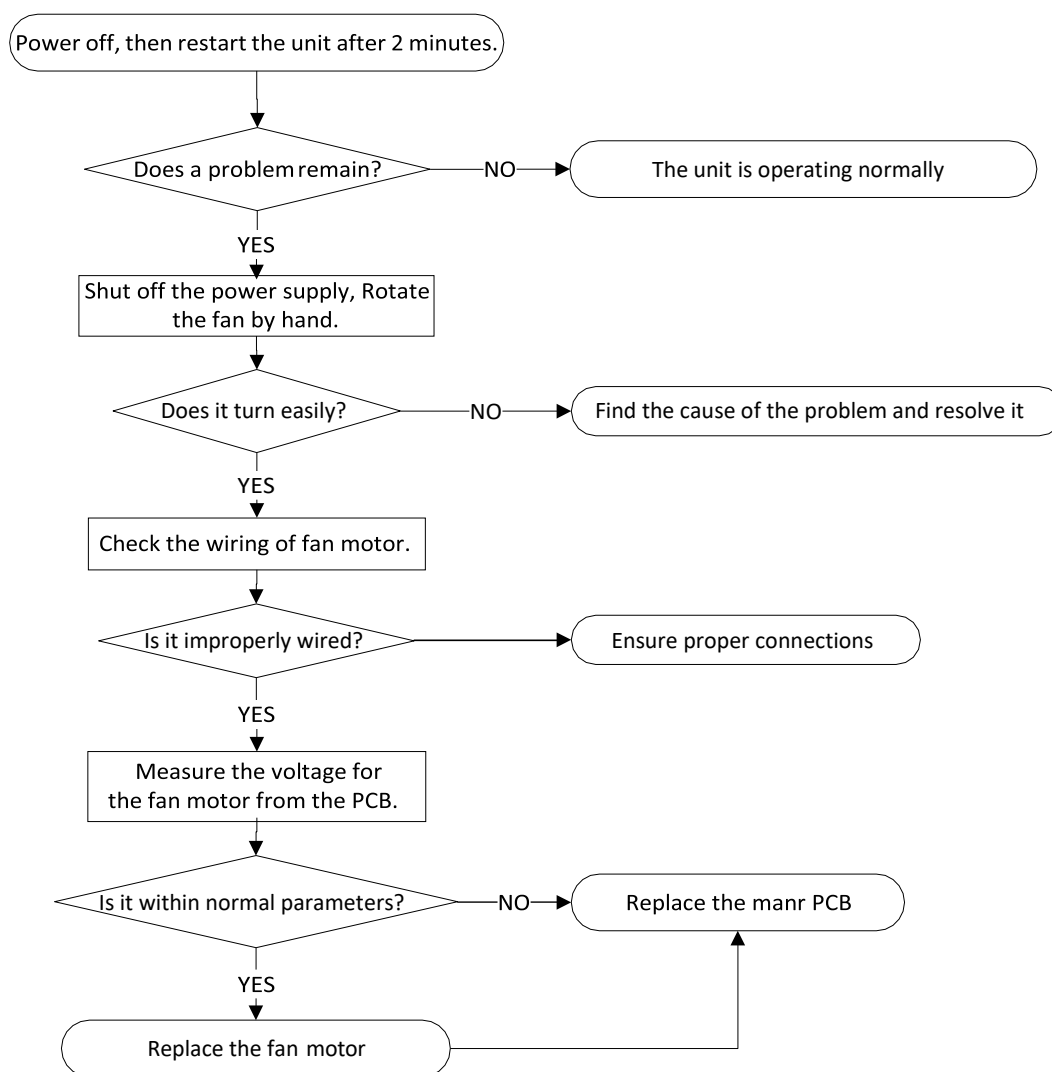 Power off, then restart the unit after 2 minutes.
Does a problem remain?
NO
The unit is operating normally
YES
Shut off the power supply, Rotate
the fan by hand.
Does it turn easily?
NO
Find the cause of the problem and resolve it
YES
Check the wiring of fan motor.
Is it improperly wired?
Ensure proper connections
YES
Measure the voltage for
the fan motor from the PCB.
Is it within normal parameters?
NO
Replace the manr PCB
YES
Replace the fan motor